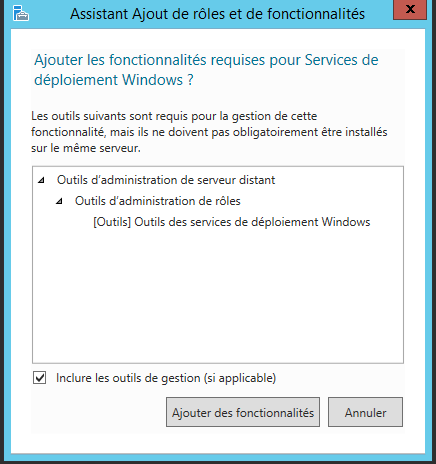 Assistant Ajout de rôles et de fonctionnalités
x
Ajouter les fonctionnalités requises pour Services de
déploiement Windows ?
Les outils suivants sont requis pour la gestion de cette
fonctionnalité, mais ils ne doivent pas obligatoirement être installés
sur le même serveur.
Outils d'administration de serveur distant
Outils d'administration de rôles
[Outils] Outils des services de déploiement Windows
Inclure les outils de gestion (si applicable)
Ajouter des fonctionnalités
Annuler